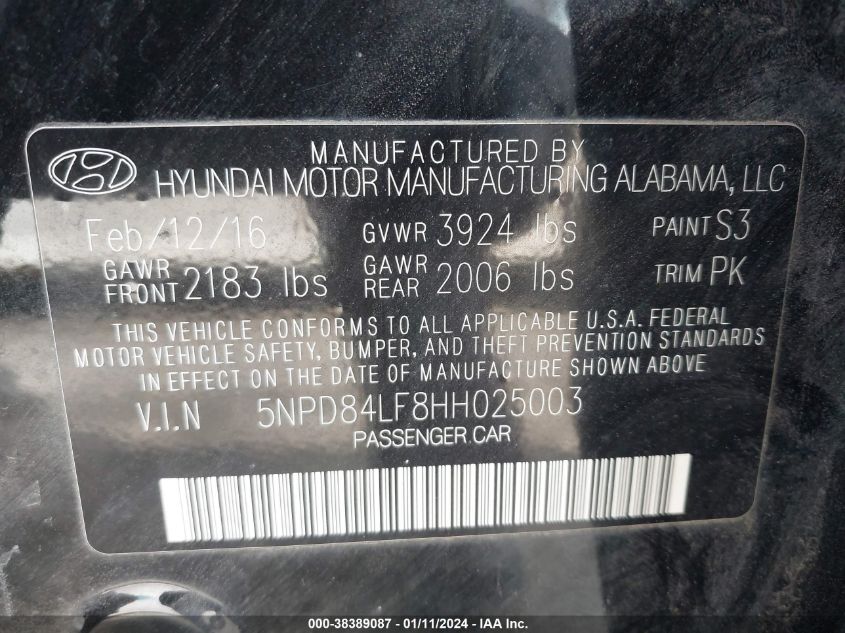 MANUFACTURED BY
HYUNDAI MOTOR MANUFACTURING ALABAMA, LLC
Feb/12/16 GVWR 3924 lbs PAINT S3
GAWR FRONT 2183 lbs GAWR REAR 2006 lbs TRIM PK
THIS VEHICLE CONFORMS TO ALL APPLICABLE U.S.A. FEDERAL
MOTOR VEHICLE SAFETY, BUMPER, AND THEFT PREVENTION STANDARDS
IN EFFECT ON THE DATE OF MANUFACTURE SHOWN ABOVE
V.I.N 5NPD84LF8HH025003
PASSENGER CAR
000-38389087 - 01/11/2024 - IAA Inc.